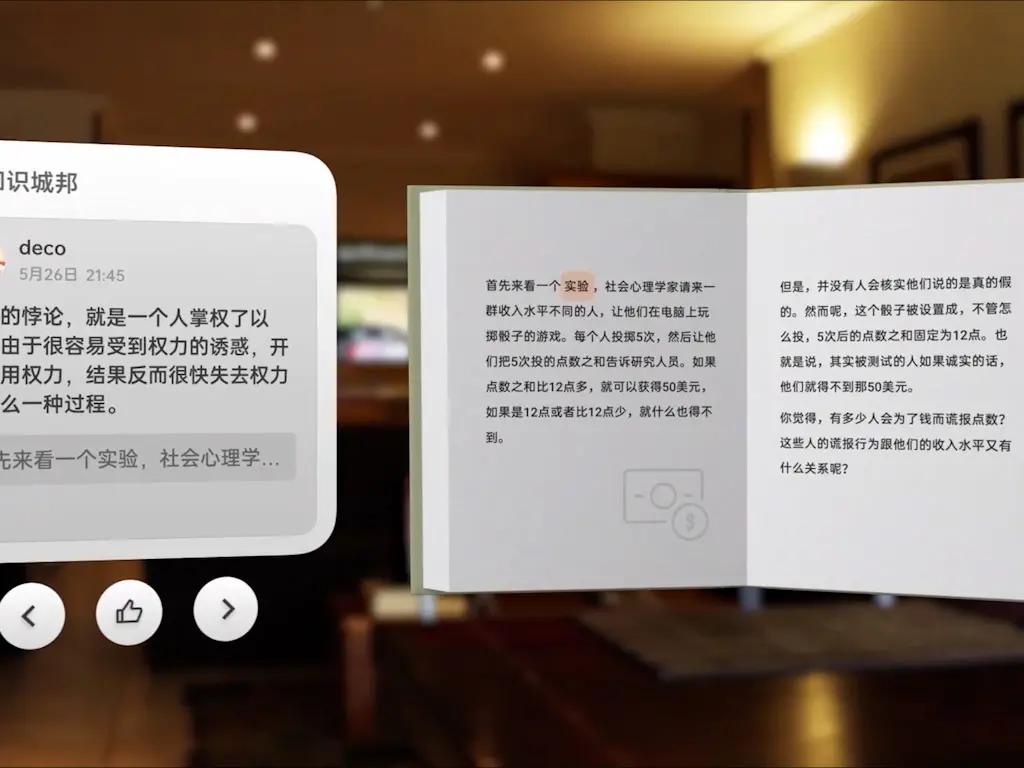 识城邦
deco
5月26日 21:45
的悖论，就是一个人掌权了以
由于很容易受到权力的诱惑，开
用权力，结果反而很快失去权力
么一种过程。
先来看一个实验，社会心理学...
首先来看一个实验，社会心理学家请来一
群收入水平不同的人，让他们在电脑上玩
掷骰子的游戏。每个人投掷5次，然后让他
们把5次投的点数之和告诉研究人员。如果
点数之和比12点多，就可以获得50美元，
如果是12点或者比12点少，就什么也得不
到。
$
但是，并没有人会核实他们说的是真的假
的。然而呢，这个骰子被设置成，不管怎
么投，5次后的点数之和固定为12点。也
就是说，其实被测试的人如果诚实的话，
他们就得不到那50美元。
你觉得，有多少人会为了钱而谎报点数？
这些人的谎报行为跟他们的收入水平又有
什么关系呢？